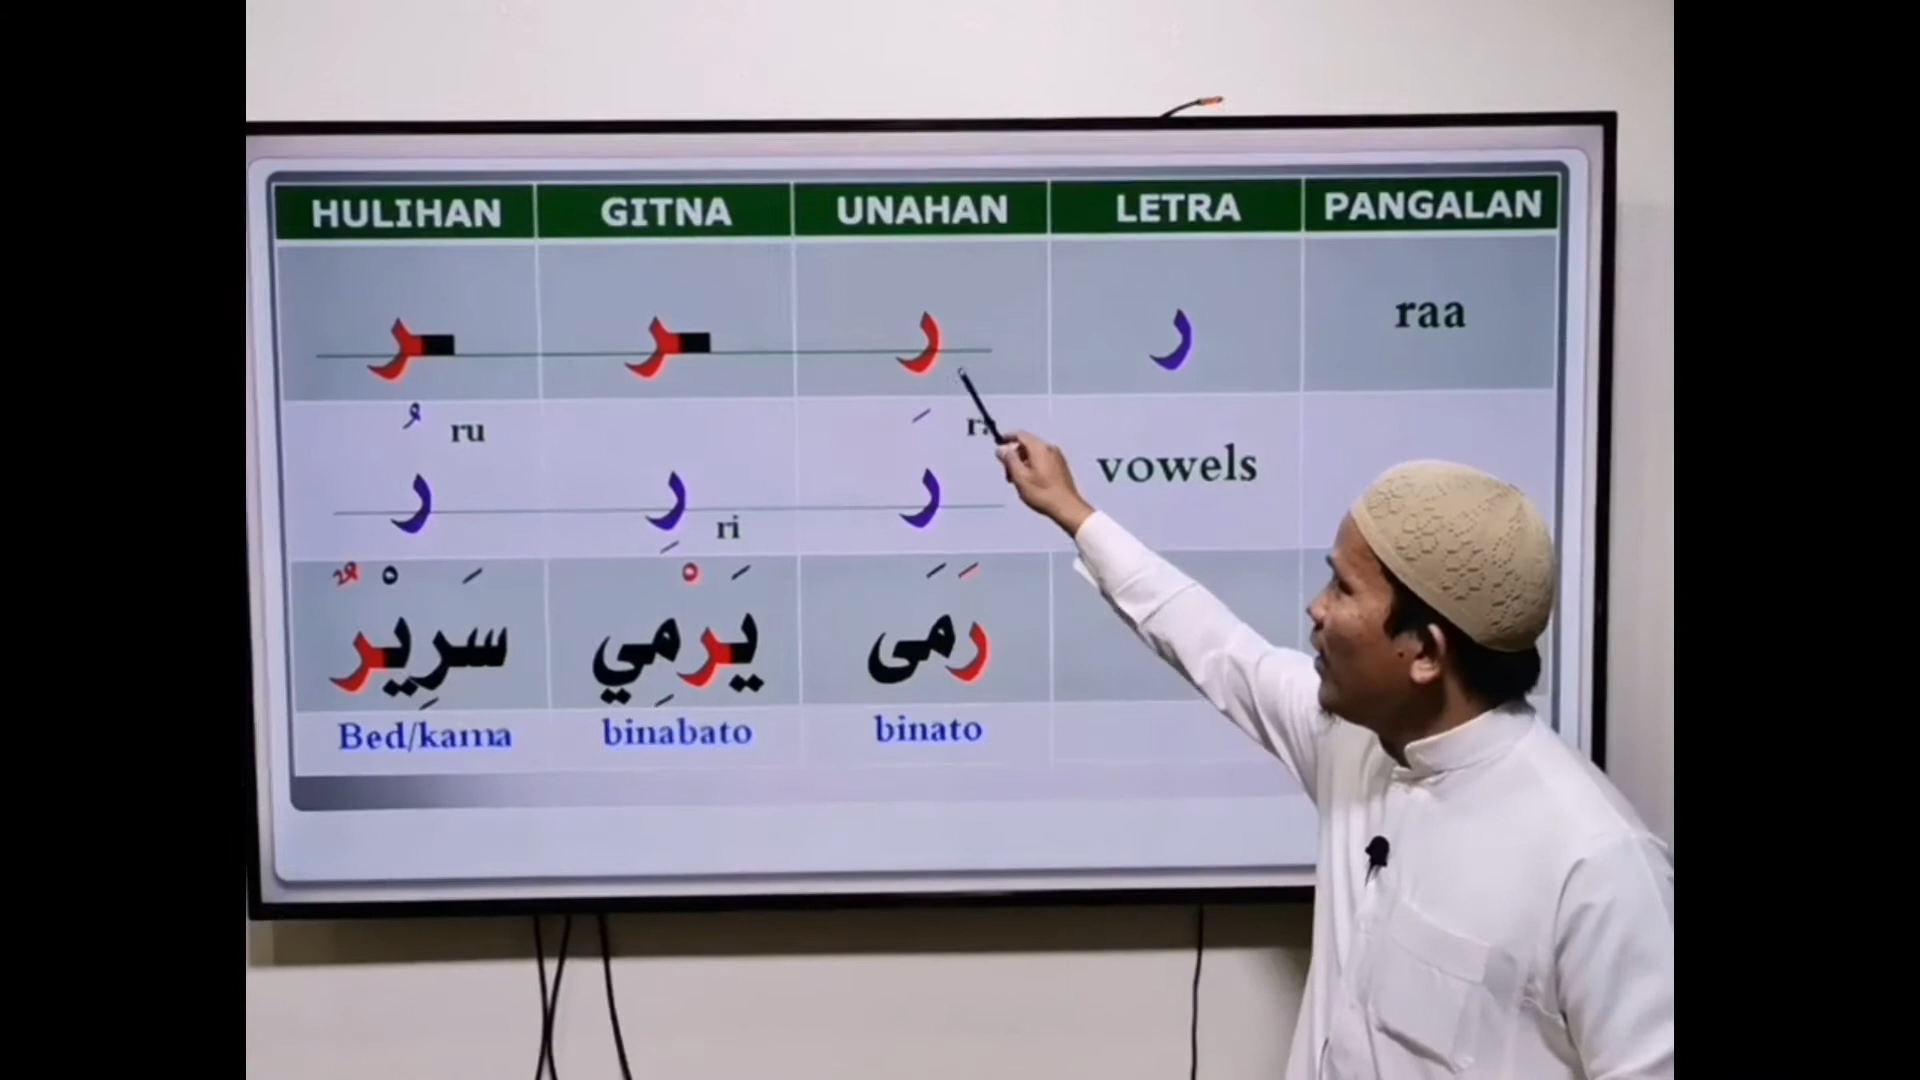 HULIHAN GITNA UNAHAN LETRA PANGALAN
ـر ـر ر ر raa
ُ ru َ
ر رِ ri ر vowels
سَرِيْرٌ يَرْمِي رَمَى
Bed/kama binabato binato